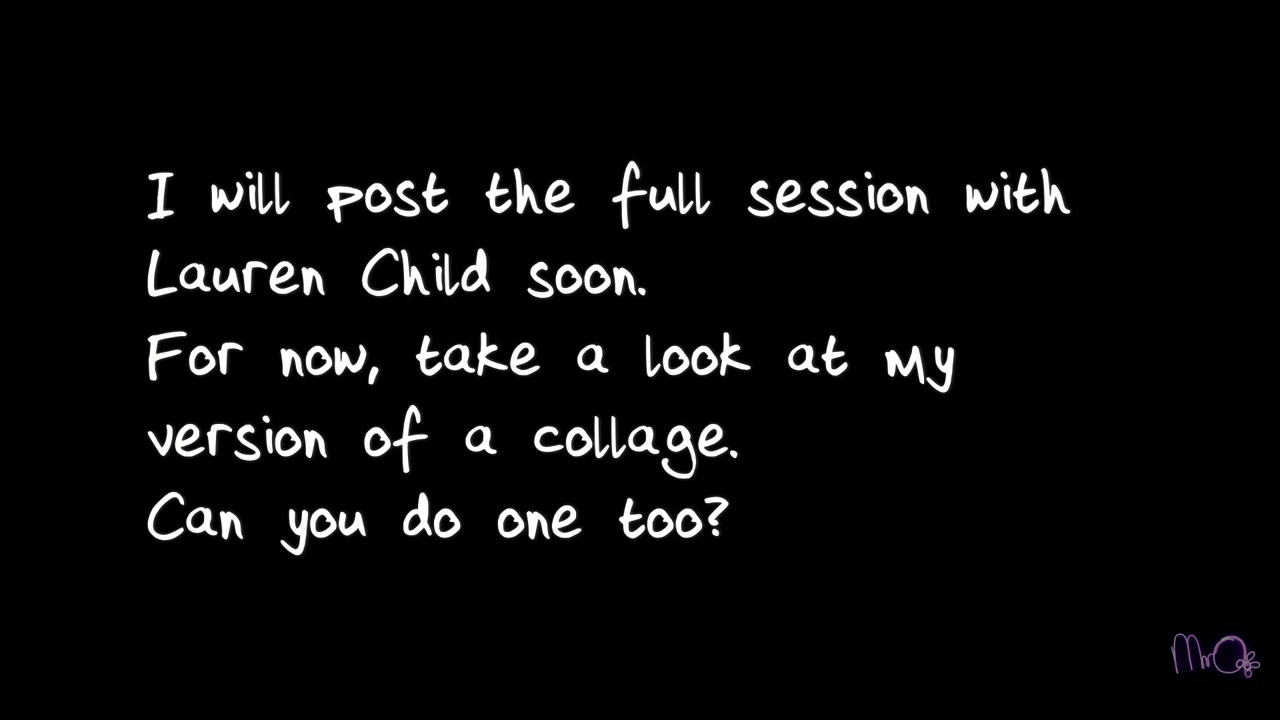 I will post the full session with
Lauren Child soon.
For now, take a look at my
version of a collage.
Can you do one too?